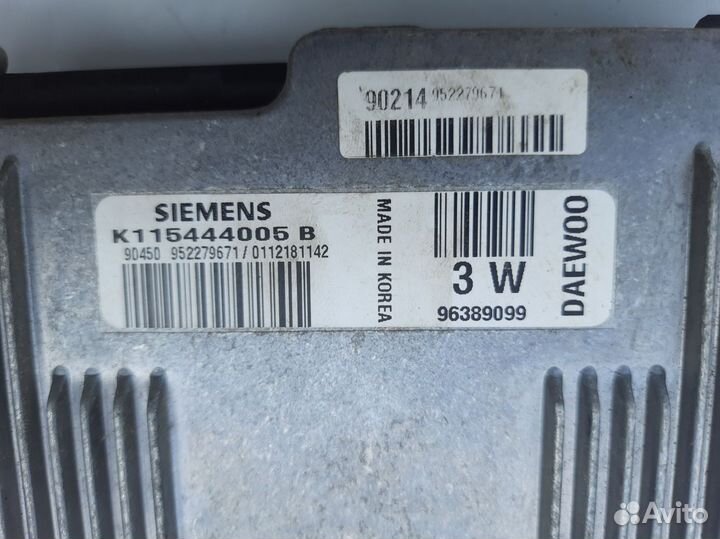 90214 952279671
SIEMENS
K115444005 B
90450 952279671/0112181142
MADE IN KOREA
3 W
96389099
DAEWOO
Avito